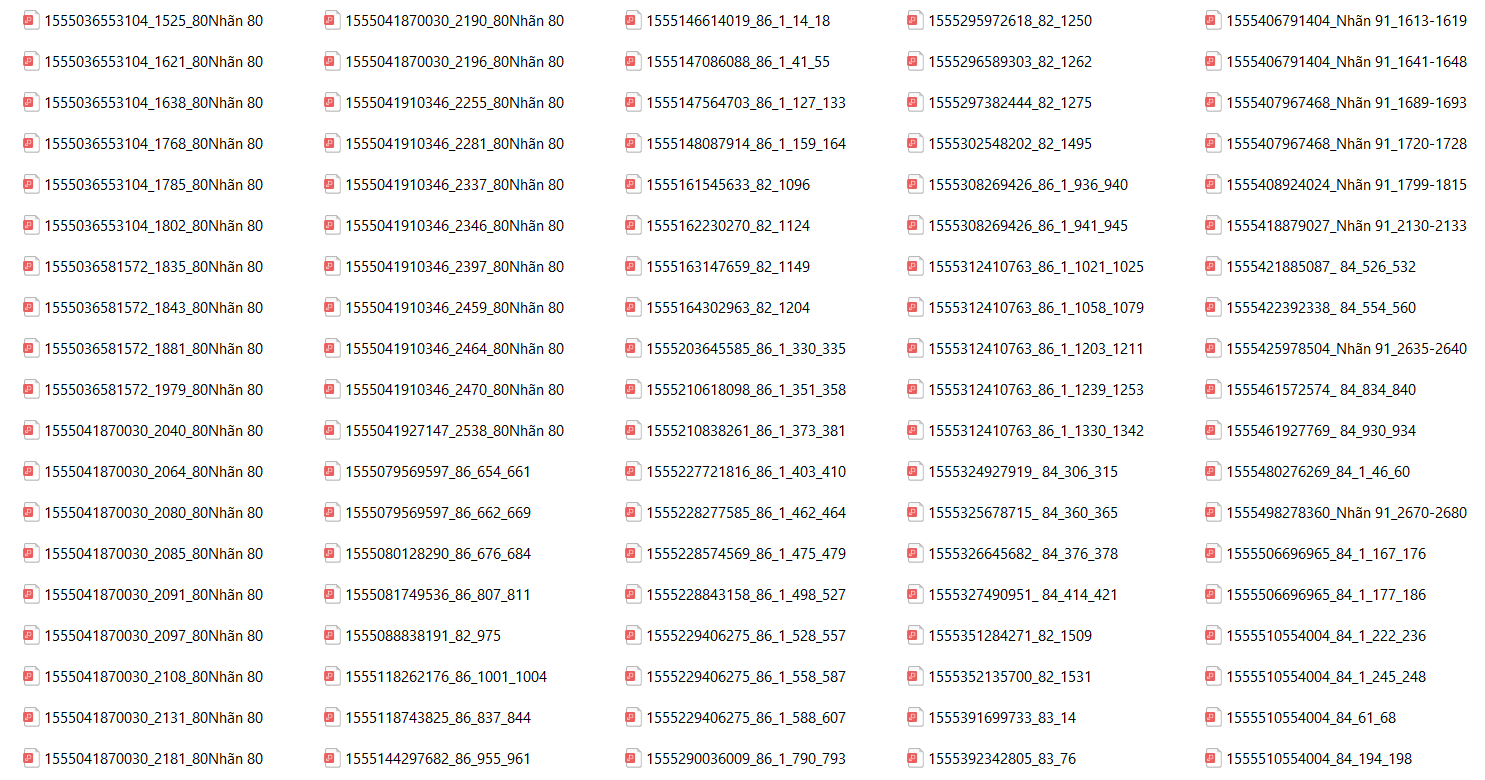 1555036553104_1525_80Nhãn 80
1555036553104_1621_80Nhãn 80
1555036553104_1638_80Nhãn 80
1555036553104_1768_80Nhãn 80
1555036553104_1785_80Nhãn 80
1555036553104_1802_80Nhãn 80
1555036581572_1835_80Nhãn 80
1555036581572_1843_80Nhãn 80
1555036581572_1881_80Nhãn 80
1555036581572_1979_80Nhãn 80
1555041870030_2040_80Nhãn 80
1555041870030_2064_80Nhãn 80
1555041870030_2080_80Nhãn 80
1555041870030_2085_80Nhãn 80
1555041870030_2091_80Nhãn 80
1555041870030_2097_80Nhãn 80
1555041870030_2108_80Nhãn 80
1555041870030_2131_80Nhãn 80
1555041870030_2181_80Nhãn 80
1555041870030_2190_80Nhãn 80
1555041870030_2196_80Nhãn 80
1555041910346_2255_80Nhãn 80
1555041910346_2281_80Nhãn 80
1555041910346_2337_80Nhãn 80
1555041910346_2346_80Nhãn 80
1555041910346_2397_80Nhãn 80
1555041910346_2459_80Nhãn 80
1555041910346_2464_80Nhãn 80
1555041910346_2470_80Nhãn 80
1555041927147_2538_80Nhãn 80
1555079569597_86_654_661
1555079569597_86_662_669
1555080128290_86_676_684
1555081749536_86_807_811
1555088838191_82_975
1555118262176_86_1001_1004
1555118743825_86_837_844
1555144297682_86_955_961
1555146614019_86_1_14_18
1555147086088_86_1_41_55
1555147564703_86_1_127_133
1555148087914_86_1_159_164
1555161545633_82_1096
1555162230270_82_1124
1555163147659_82_1149
1555164302963_82_1204
1555203645585_86_1_330_335
1555210618098_86_1_351_358
1555210838261_86_1_373_381
1555227721816_86_1_403_410
1555228277585_86_1_462_464
1555228574569_86_1_475_479
1555228843158_86_1_498_527
1555229406275_86_1_528_557
1555229406275_86_1_558_587
1555229406275_86_1_588_607
1555290036009_86_1_790_793
1555295972618_82_1250
1555296589303_82_1262
1555297382444_82_1275
1555302548202_82_1495
1555308269426_86_1_936_940
1555308269426_86_1_941_945
1555312410763_86_1_1021_1025
1555312410763_86_1_1058_1079
1555312410763_86_1_1203_1211
1555312410763_86_1_1239_1253
1555312410763_86_1_1330_1342
1555324927919_ 84_306_315
1555325678715_ 84_360_365
1555326645682_ 84_376_378
1555327490951_ 84_414_421
1555351284271_82_1509
1555352135700_82_1531
1555391699733_83_14
1555392342805_83_76
1555406791404_Nhãn 91_1613-1619
1555406791404_Nhãn 91_1641-1648
1555407967468_Nhãn 91_1689-1693
1555407967468_Nhãn 91_1720-1728
1555408924024_Nhãn 91_1799-1815
1555418879027_Nhãn 91_2130-2133
1555421885087_ 84_526_532
1555422392338_ 84_554_560
1555425978504_Nhãn 91_2635-2640
1555461572574_ 84_834_840
1555461927769_ 84_930_934
1555480276269_84_1_46_60
1555498278360_Nhãn 91_2670-2680
1555506696965_84_1_167_176
1555506696965_84_1_177_186
1555510554004_84_1_222_236
1555510554004_84_1_245_248
1555510554004_84_61_68
1555510554004_84_194_198